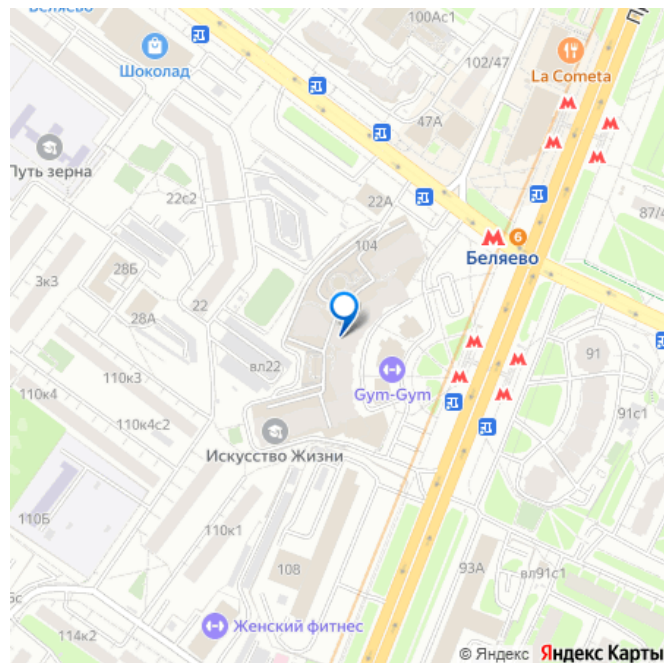 Беляево
100Ас1
Шоколад
102/47
La Cometa
47А
Путь зерна
22с2
22А
87/4
104
6
Беляево
3к3
28Б
22
28А
вл22
91
110к3
Gym-Gym
110к4
91с1
110к4с2
Искусство Жизни
110Б
110к1
108
93А
вл91с1
Женский фитнес
114к2
© Яндекс Яндекс Карты